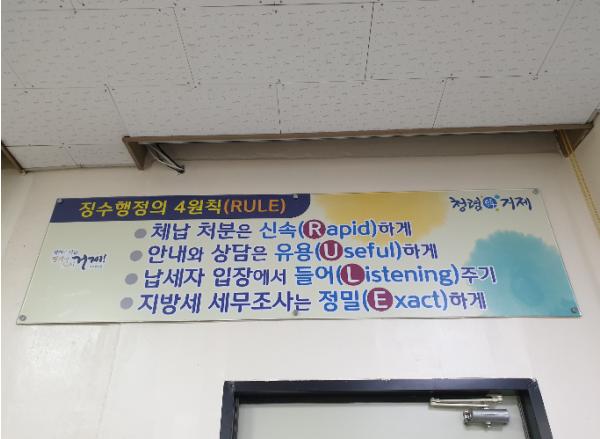 징수행정의 4원칙(RULE)
청렴 거제
체납 처분은 신속(Rapid)하게
안내와 상담은 유용(Useful)하게
납세자 입장에서 들어(Listening)주기
지방세 세무조사는 정밀(Exact)하게
거제!